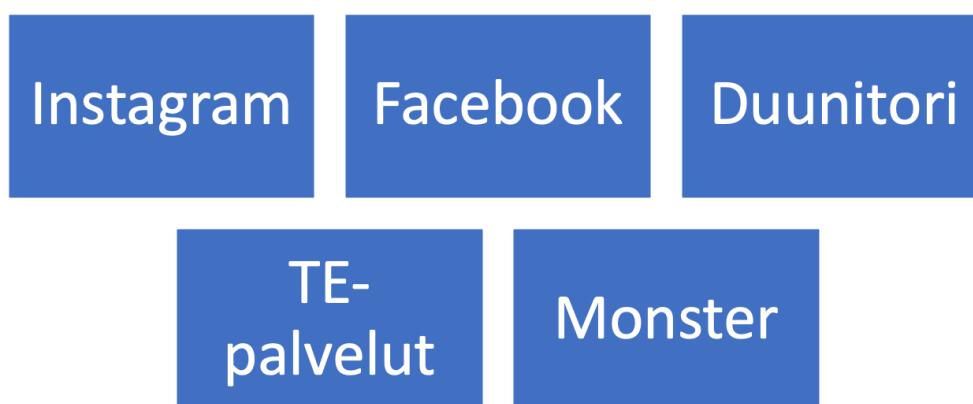 Instagram
Facebook
Duunitori
TE-
palvelut
Monster